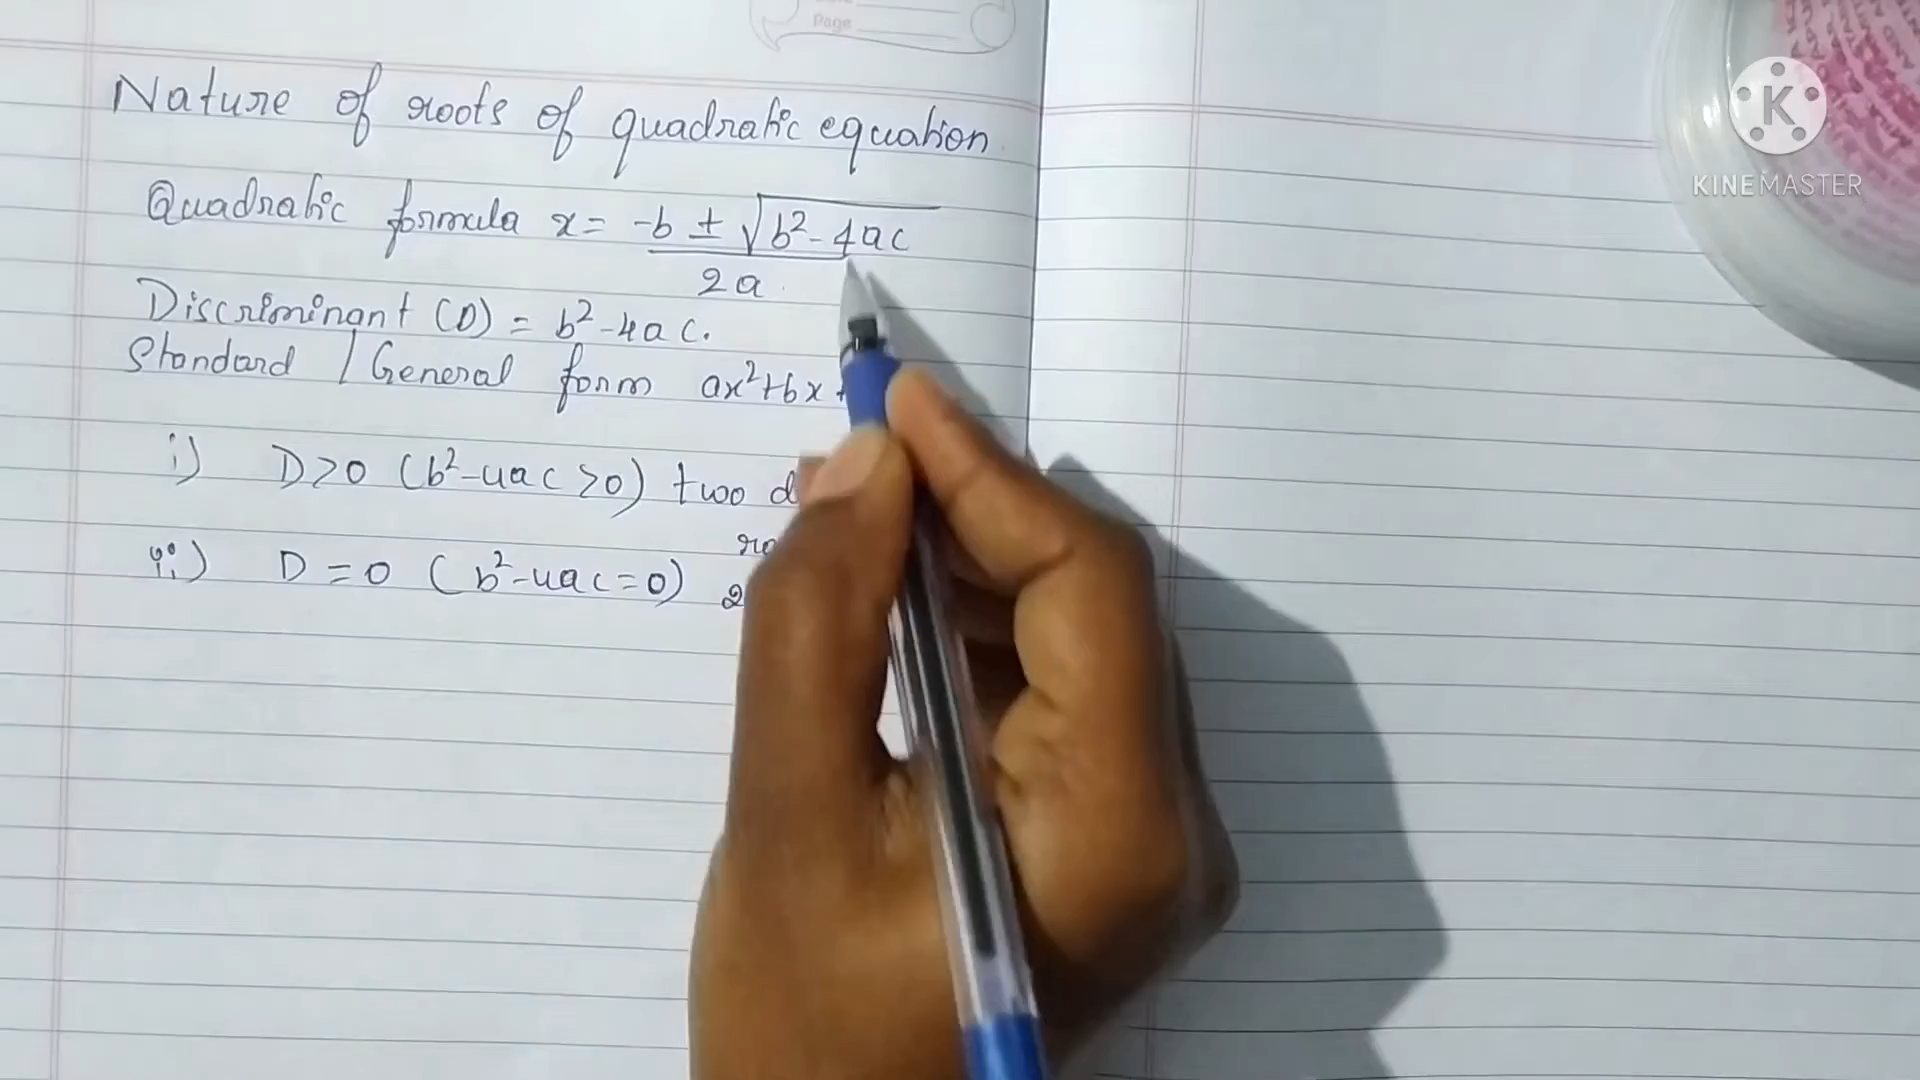 Page
Nature of roots of quadratic equation.
Quadratic formula x = -b ± √b²-4ac
2a
Discriminant (D) = b²-4ac.
Standard / General form ax²+bx +
i) D>0 (b²-4ac >0) two
ii) D = 0 (b²-4ac=0) 2
K
KINEMASTER